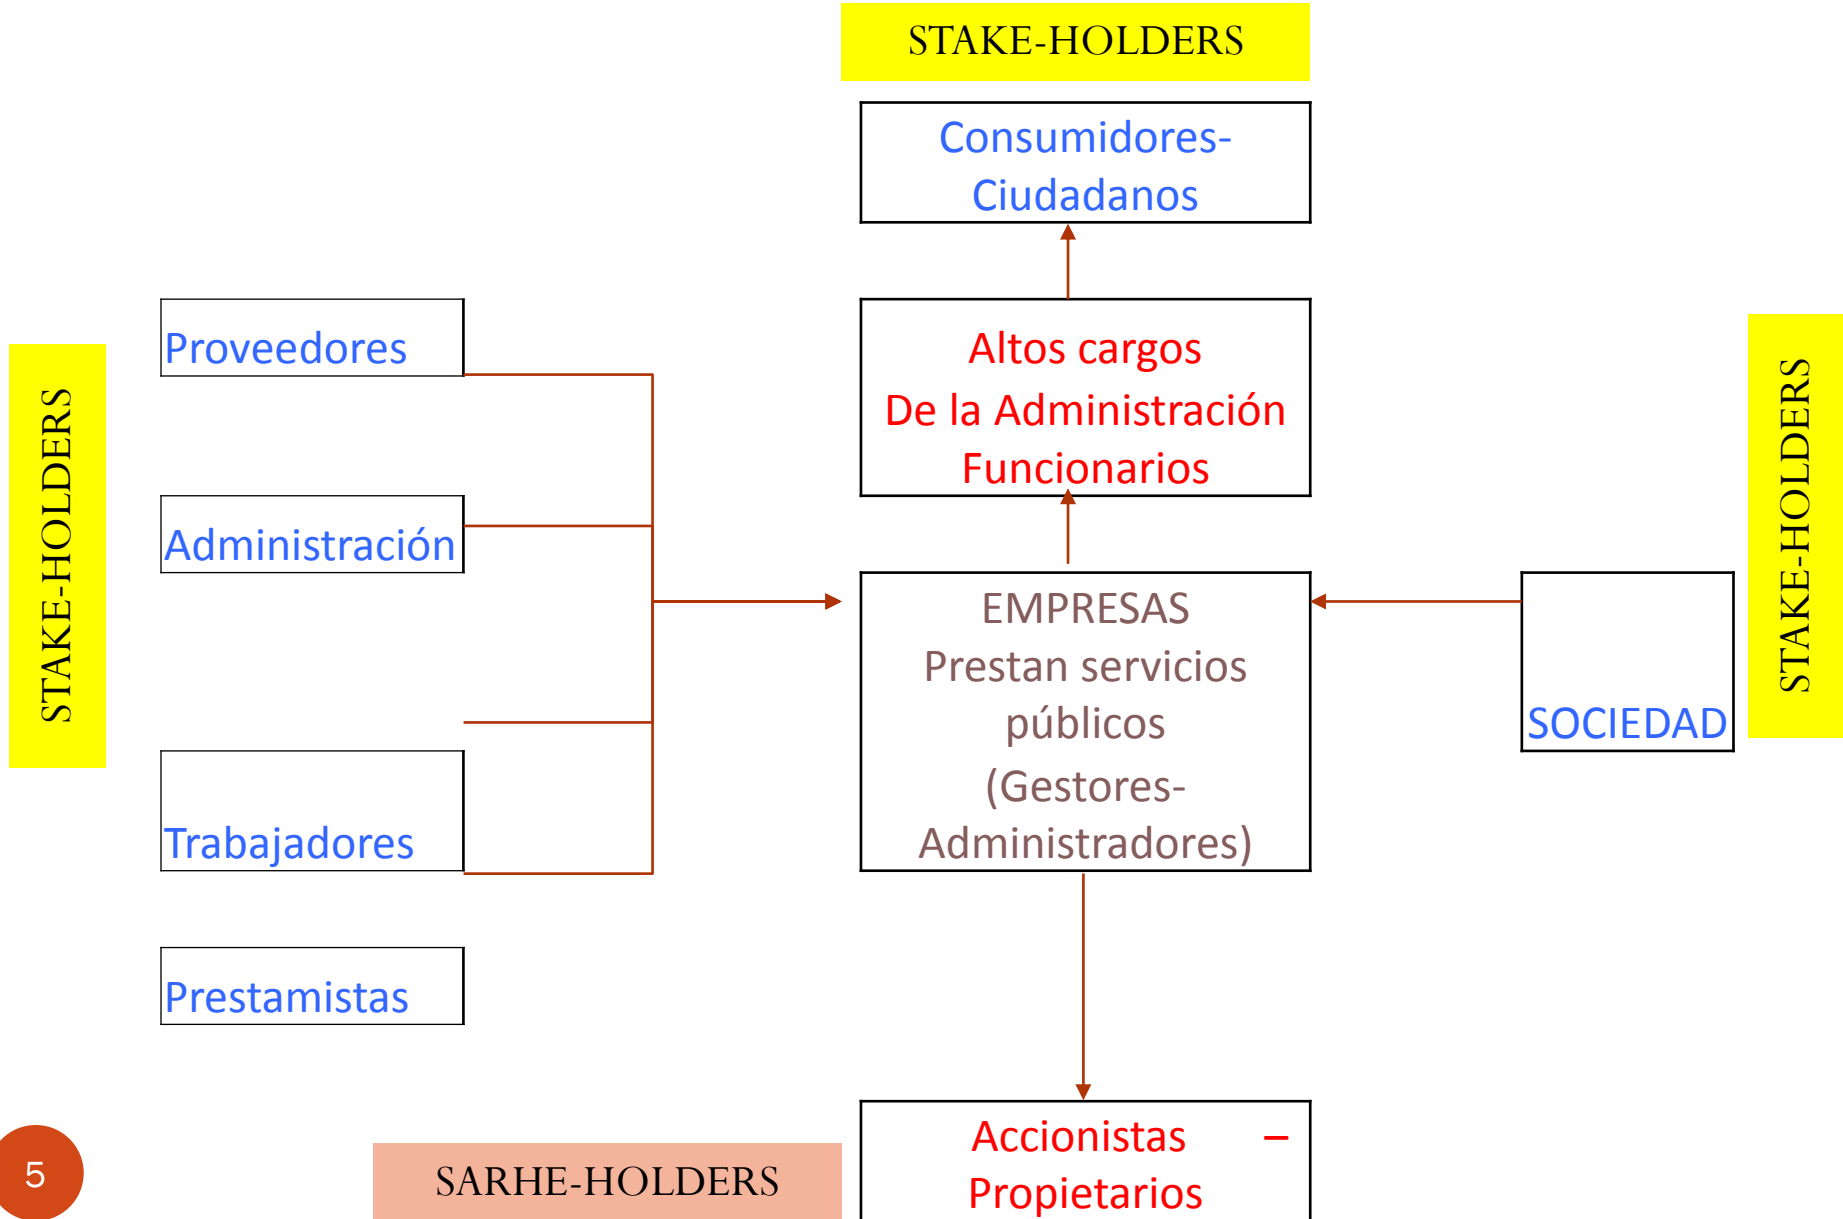 STAKE-HOLDERS
Consumidores-
Ciudadanos
Proveedores
Altos cargos
De la Administración
Funcionarios
STAKE-HOLDERS
STAKE-HOLDERS
Administración
EMPRESAS
Prestan servicios
públicos
(Gestores-
Administradores)
SOCIEDAD
Trabajadores
Prestamistas
Accionistas –
Propietarios
SARHE-HOLDERS
5